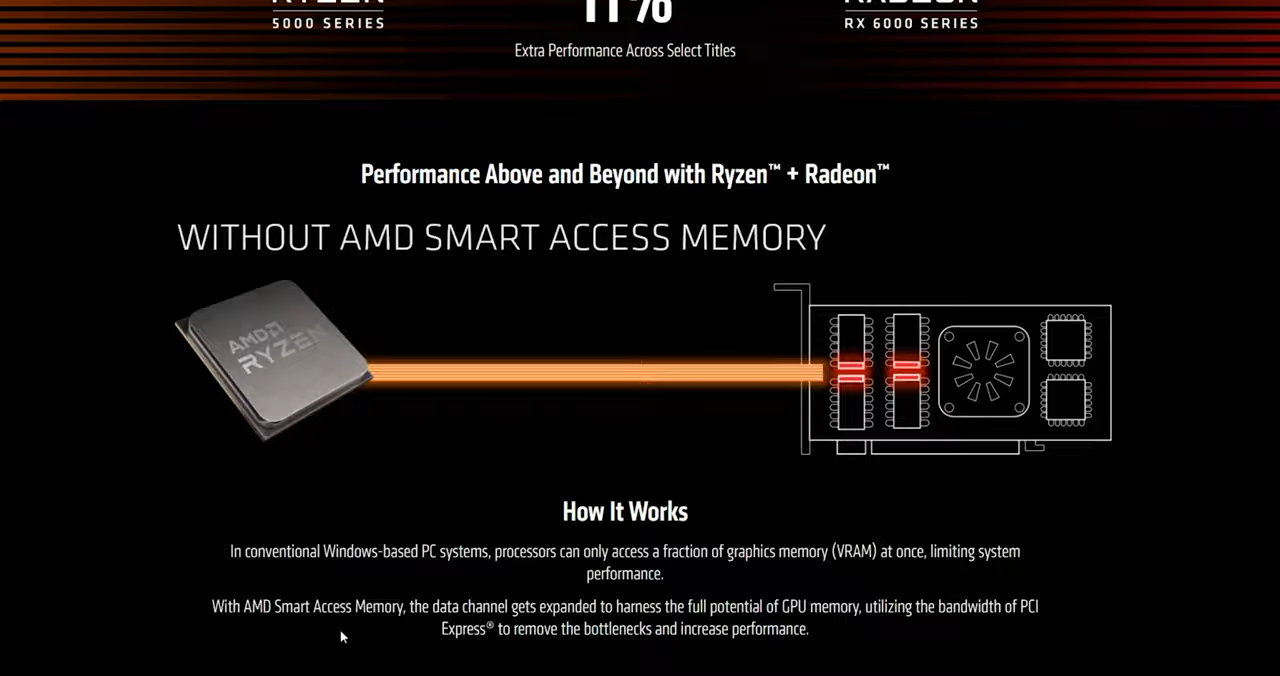 5000 SERIES
11%
RX 6000 SERIES
Extra Performance Across Select Titles
Performance Above and Beyond with Ryzen™ + Radeon™
WITHOUT AMD SMART ACCESS MEMORY
AMD
RYZEN
How It Works
In conventional Windows-based PC systems, processors can only access a fraction of graphics memory (VRAM) at once, limiting system
performance.
With AMD Smart Access Memory, the data channel gets expanded to harness the full potential of GPU memory, utilizing the bandwidth of PCI
Express® to remove the bottlenecks and increase performance.